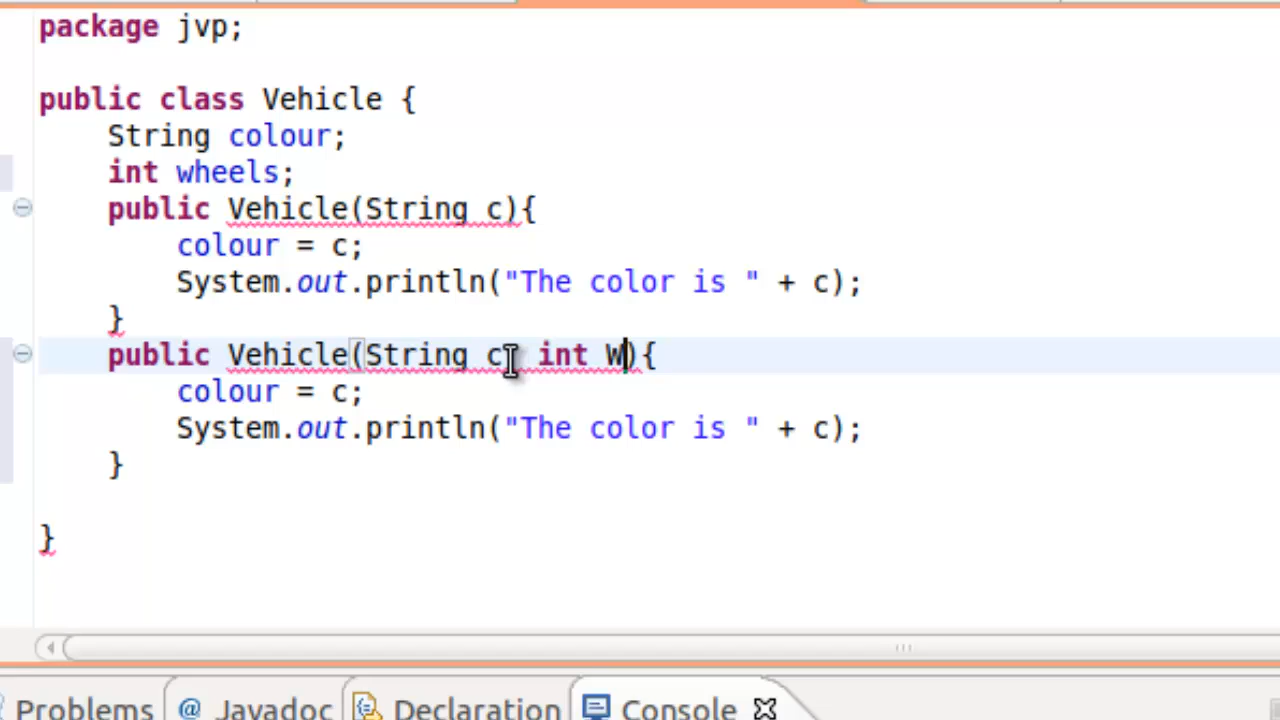 package jvp;
public class Vehicle {
String colour;
int wheels;
public Vehicle(String c){
colour = c;
System.out.println("The color is " + c);
}
public Vehicle(String c int W){
colour = c;
System.out.println("The color is " + c);
}
}
Problems @ Javadoc Declaration Console